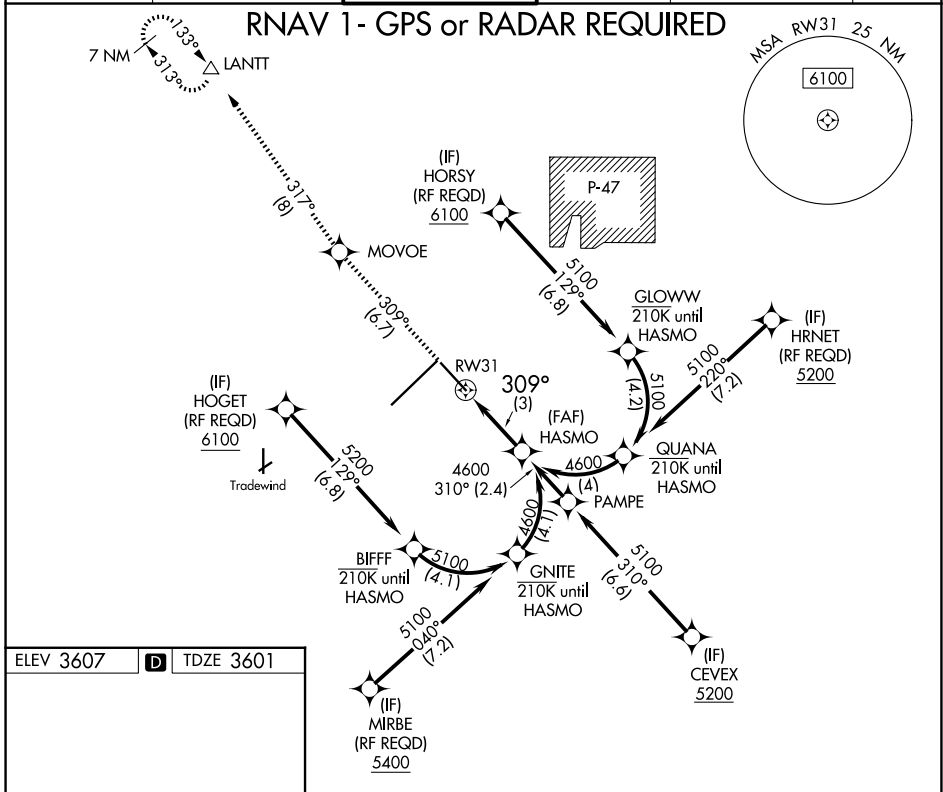 RNAV 1- GPS or RADAR REQUIRED
MSA RW31 25 NM
6100
7 NM
133°
313°
LANTT
317°
(8)
MOVOE
309°
(6.7)
(IF)
HORSY
(RF REQD)
6100
P-47
5100
129°
(6.8)
GLOWW
210K until
HASMO
(IF)
HRNET
(RF REQD)
5200
5100
220°
(7.2)
5100
(4.2)
RW31
309°
(3)
(FAF)
HASMO
(IF)
HOGET
(RF REQD)
6100
Tradewind
5200
129°
(6.8)
4600
310° (2.4)
4600
(4)
QUANA
210K until
HASMO
PAMPE
4600
(4.1)
BIFFF
210K until
HASMO
5100
(4.1)
GNITE
210K until
HASMO
5100
310°
(6.6)
5100
040°
(7.2)
(IF)
CEVEX
5200
(IF)
MIRBE
(RF REQD)
5400
ELEV 3607 D TDZE 3601